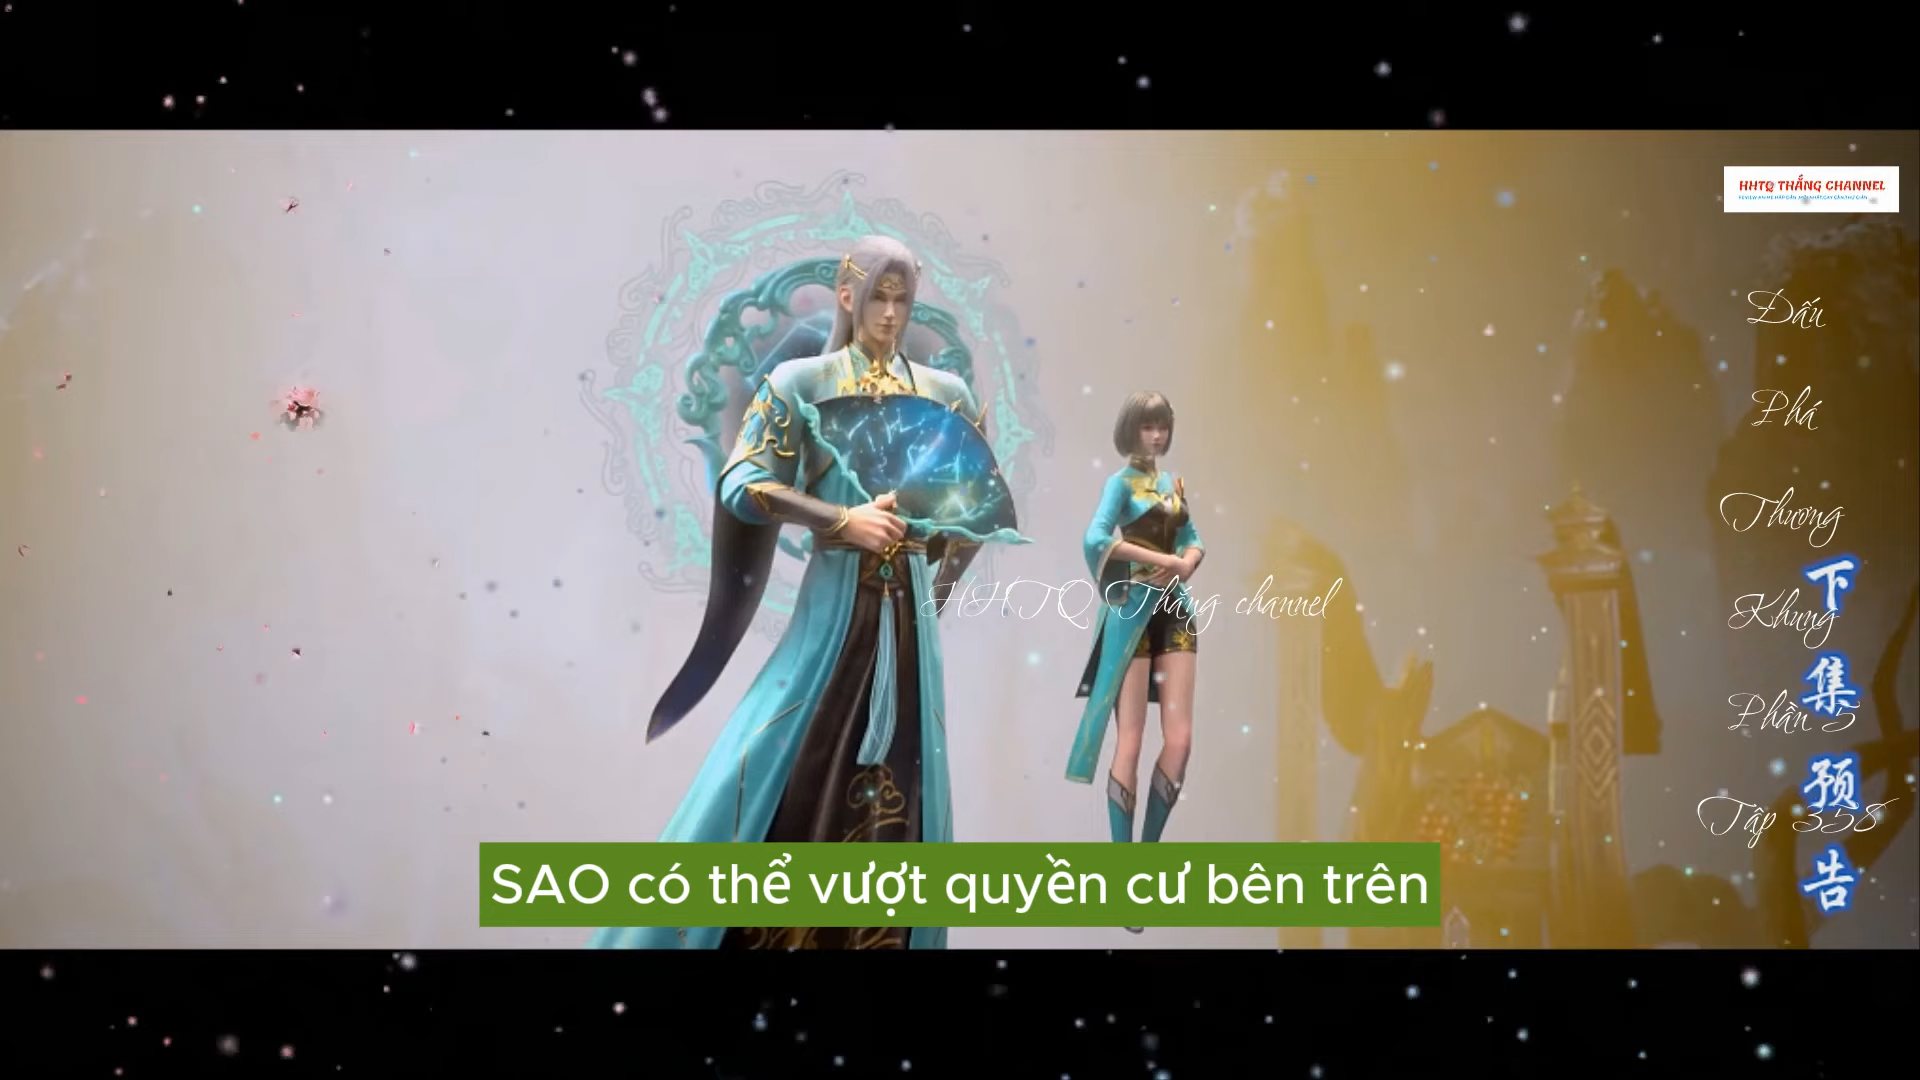 HHTQ THẮNG CHANNEL
Đấu
Phá
Thương
Khung
Phần 5
Tập 358
下
集
预
告
HHTQ Thắng channel
SAO có thể vượt quyền cư bên trên